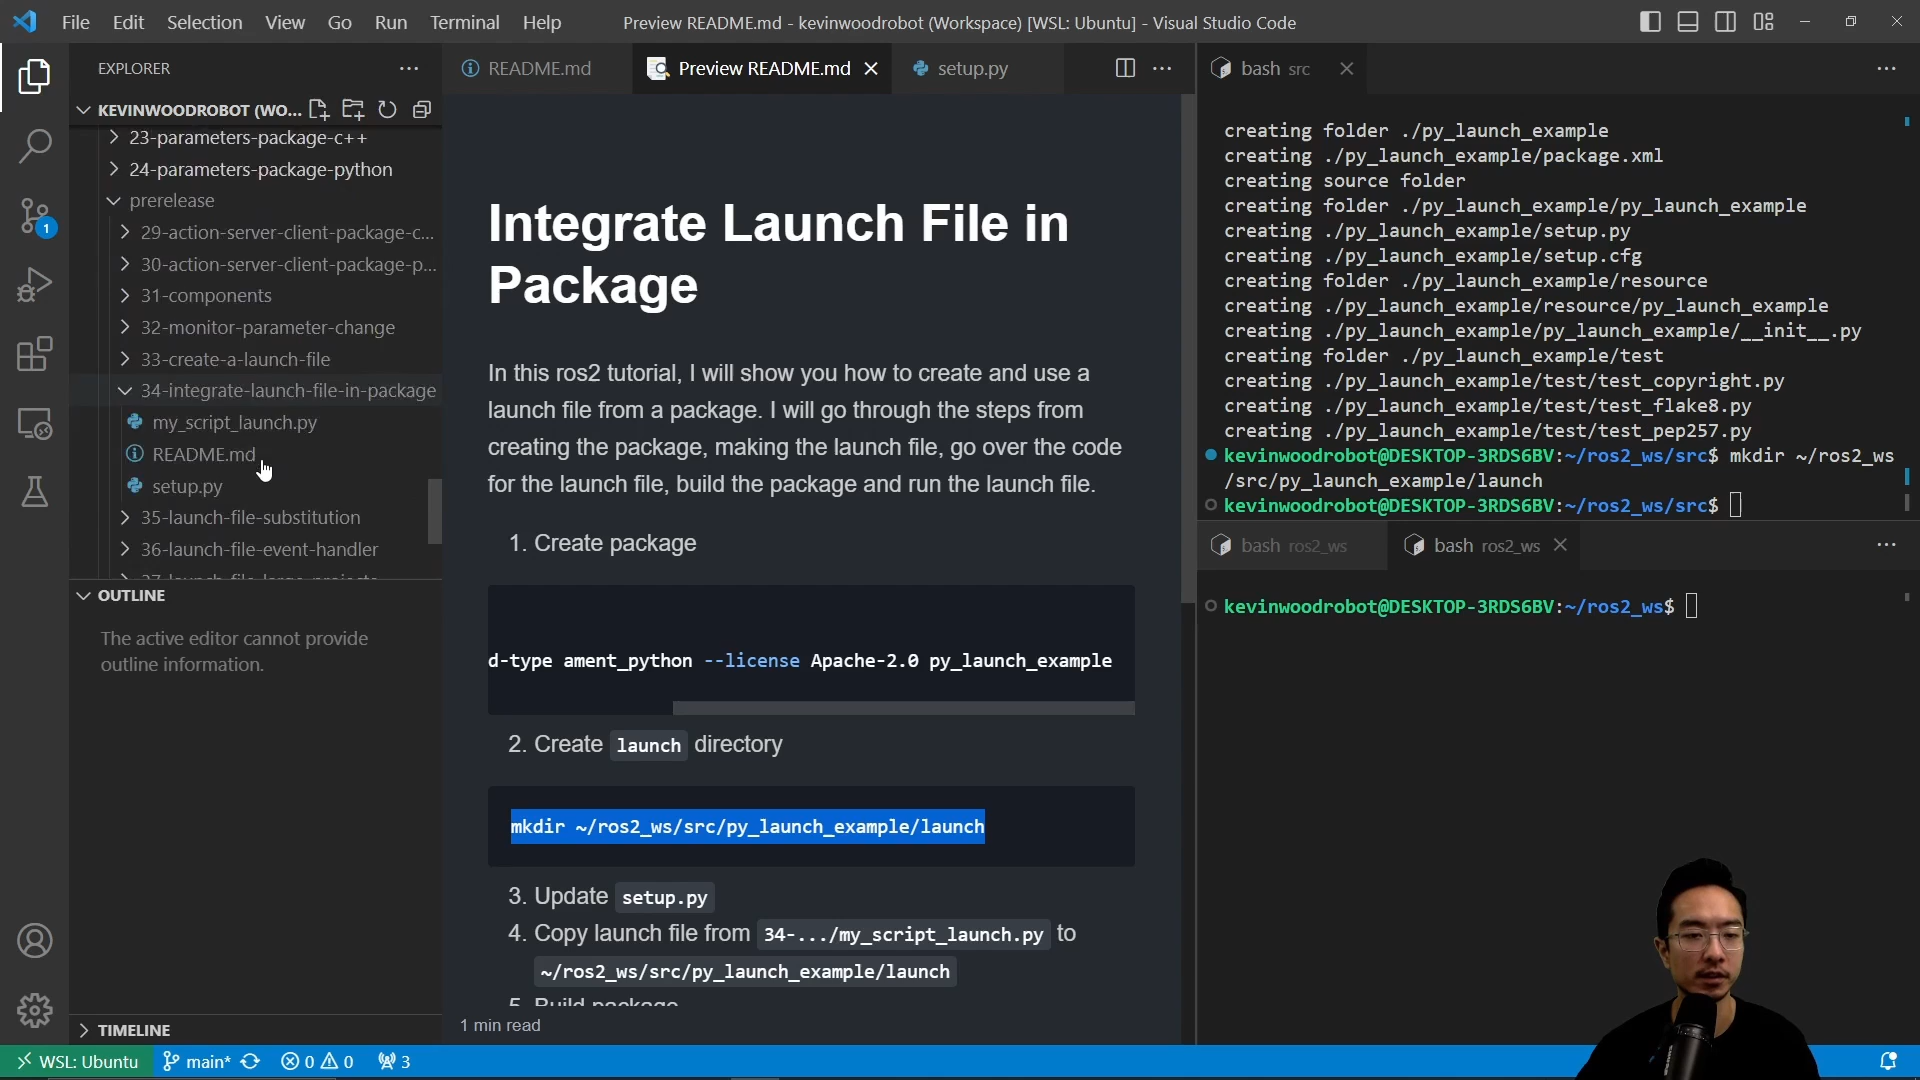 File Edit Selection View Go Run Terminal Help
Preview README.md - kevinwoodrobot (Workspace) [WSL: Ubuntu] - Visual Studio Code
EXPLORER
KEVINWOODROBOT (WO...
23-parameters-package-c++
24-parameters-package-python
prerelease
29-action-server-client-package-c...
30-action-server-client-package-p...
31-components
32-monitor-parameter-change
33-create-a-launch-file
34-integrate-launch-file-in-package
my_script_launch.py
README.md
setup.py
35-launch-file-substitution
36-launch-file-event-handler
37-launch-file-large-projects
OUTLINE
The active editor cannot provide
outline information.
TIMELINE
1
README.md
Preview README.md
setup.py
Integrate Launch File in
Package
In this ros2 tutorial, I will show you how to create and use a
launch file from a package. I will go through the steps from
creating the package, making the launch file, go over the code
for the launch file, build the package and run the launch file.
1. Create package
d-type ament_python --license Apache-2.0 py_launch_example
2. Create launch directory
mkdir ~/ros2_ws/src/py_launch_example/launch
3. Update setup.py
4. Copy launch file from 34-.../my_script_launch.py to
~/ros2_ws/src/py_launch_example/launch
5. Build package
1 min read
bash src
creating folder ./py_launch_example
creating ./py_launch_example/package.xml
creating source folder
creating folder ./py_launch_example/py_launch_example
creating ./py_launch_example/setup.py
creating ./py_launch_example/setup.cfg
creating folder ./py_launch_example/resource
creating ./py_launch_example/resource/py_launch_example
creating ./py_launch_example/py_launch_example/__init__.py
creating folder ./py_launch_example/test
creating ./py_launch_example/test/test_copyright.py
creating ./py_launch_example/test/test_flake8.py
creating ./py_launch_example/test/test_pep257.py
kevinwoodrobot@DESKTOP-3RDS6BV:~/ros2_ws/src$ mkdir ~/ros2_ws
/src/py_launch_example/launch
kevinwoodrobot@DESKTOP-3RDS6BV:~/ros2_ws/src$
bash ros2_ws
bash ros2_ws
kevinwoodrobot@DESKTOP-3RDS6BV:~/ros2_ws$
WSL: Ubuntu main* 0 0 3